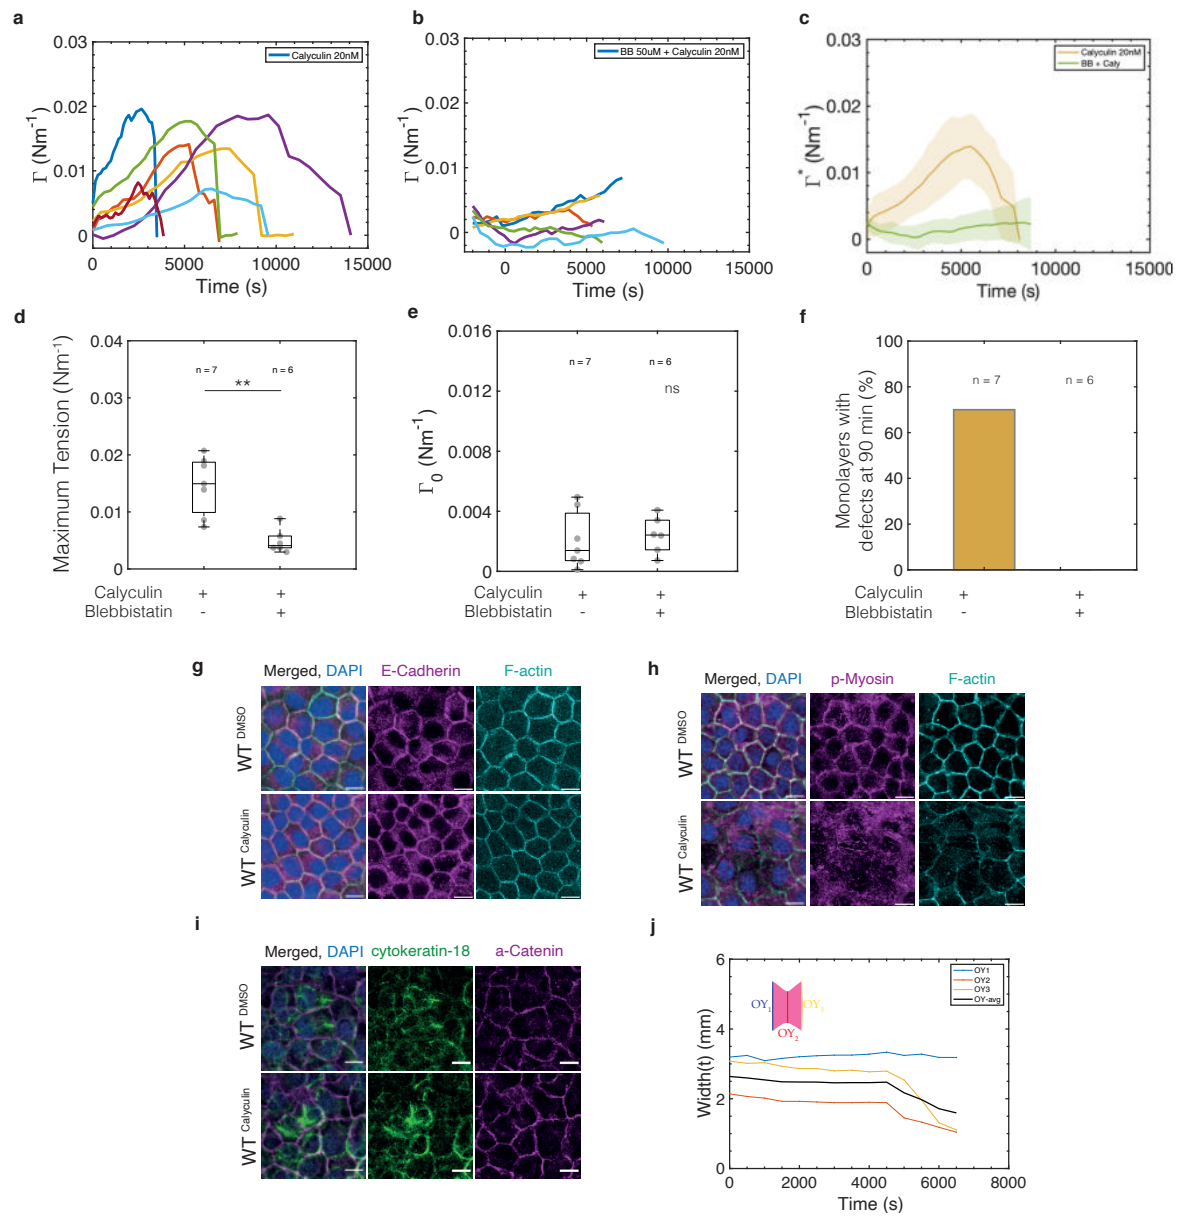 a
0.03
0.02
0.01
0
Γ (Nm⁻¹)
Calyculin 20nM
0 5000 10000 15000
Time (s)
b
0.03
0.02
0.01
0
Γ (Nm⁻¹)
BB 50uM + Calyculin 20nM
0 5000 10000 15000
Time (s)
c
0.03
0.02
0.01
0
Γ* (Nm⁻¹)
Calyculin 20nM
BB + Caly
0 5000 10000 15000
Time (s)
d
0.04
0.03
0.02
0.01
0
Maximum Tension (Nm⁻¹)
n = 7 n = 6
**
Calyculin + +
Blebbistatin - +
e
0.016
0.012
0.008
0.004
0
Γ₀ (Nm⁻¹)
n = 7 n = 6
ns
Calyculin + +
Blebbistatin - +
f
100
80
60
40
20
0
Monolayers with
defects at 90 min (%)
n = 7 n = 6
Calyculin + +
Blebbistatin - +
g
Merged, DAPI E-Cadherin F-actin
WT DMSO
WT Calyculin
h
Merged, DAPI p-Myosin F-actin
WT DMSO
WT Calyculin
i
Merged, DAPI cytokeratin-18 a-Catenin
WT DMSO
WT Calyculin
j
6
4
2
0
Width(t) (mm)
OY1
OY2
OY3
OY-avg
OY₁ OY₃
OY₂
0 2000 4000 6000 8000
Time (s)